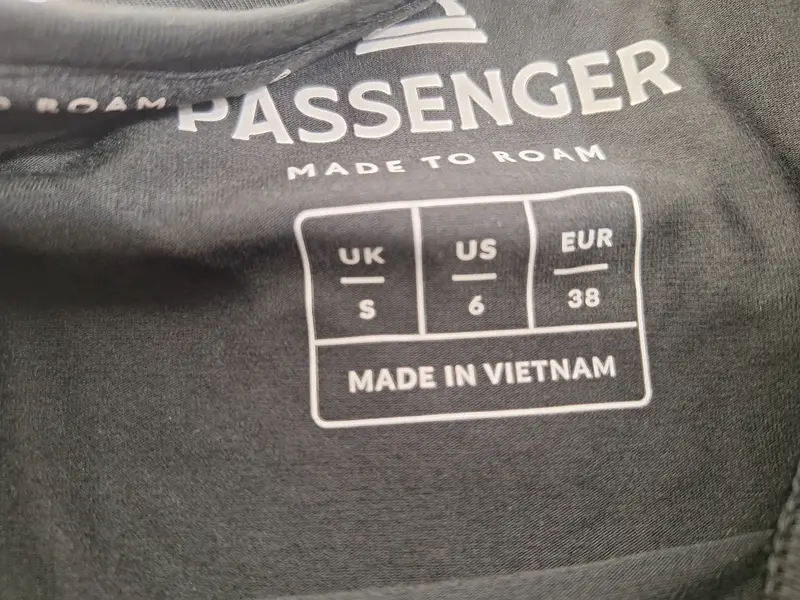 O ROAM
PASSENGER
MADE TO ROAM
UK US EUR
S 6 38
MADE IN VIETNAM